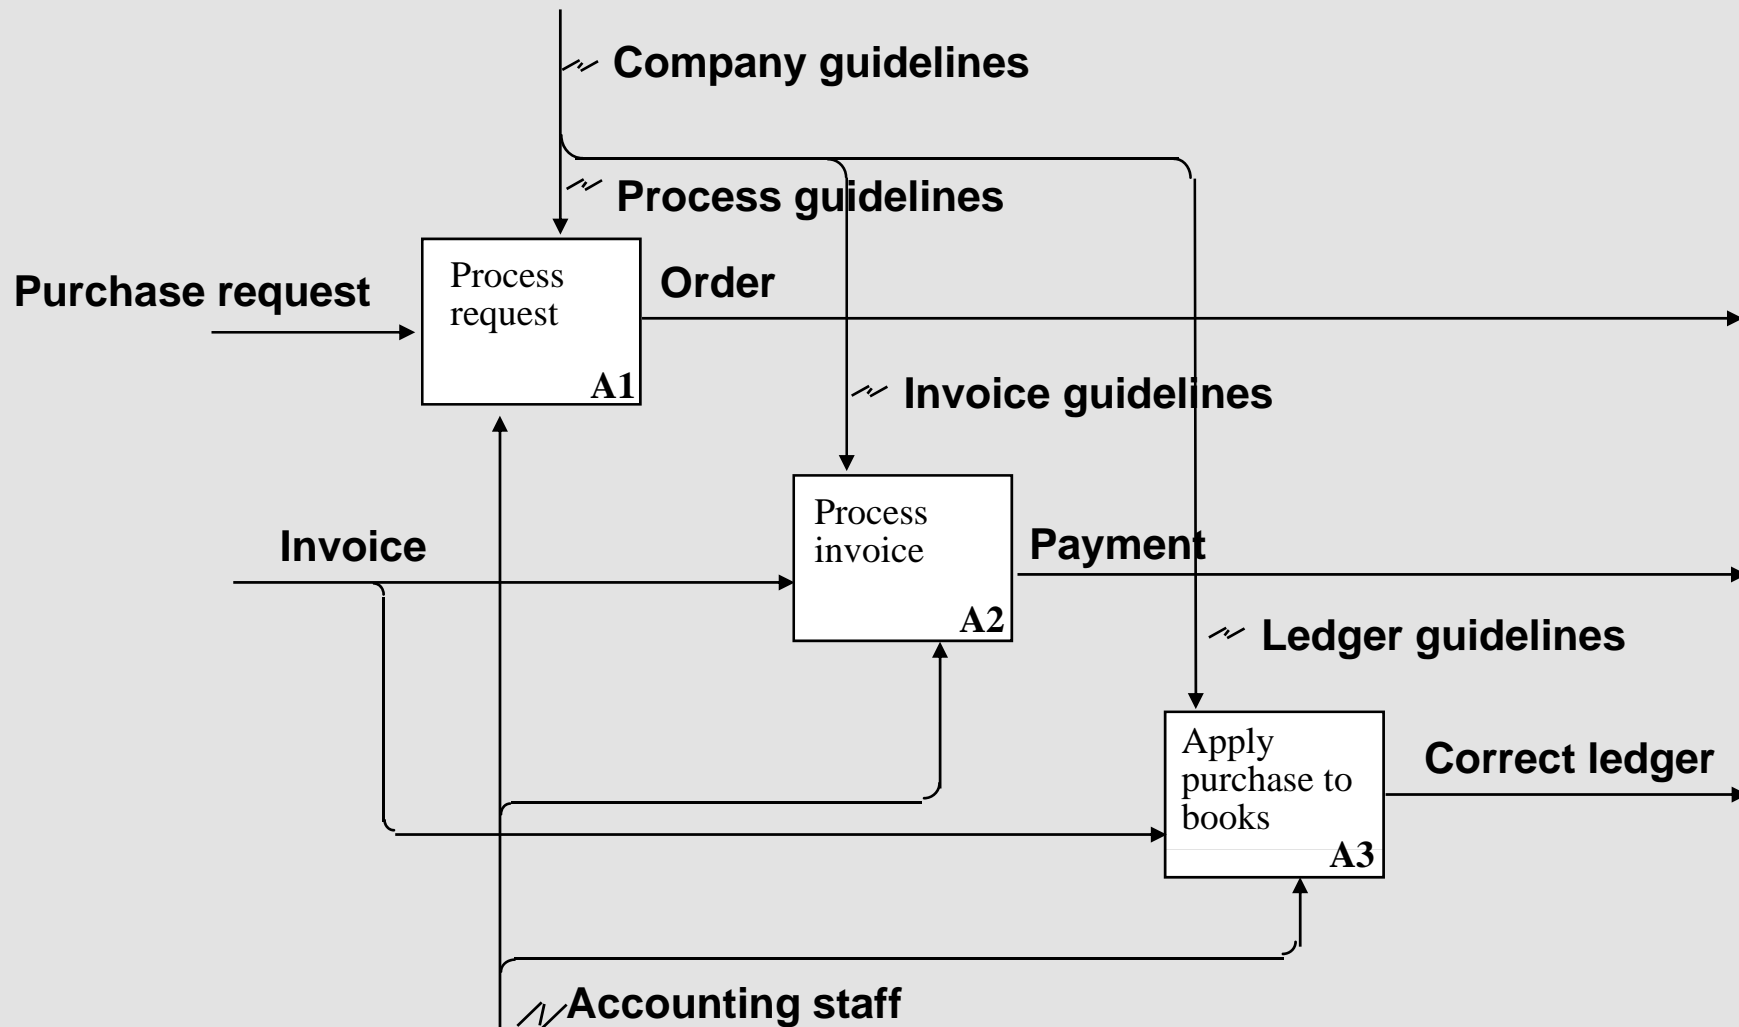 Company guidelines
Process guidelines
Purchase request
Process
request
A1
Order
Invoice guidelines
Invoice
Process
invoice
A2
Payment
Ledger guidelines
Apply
purchase to
books
A3
Correct ledger
Accounting staff